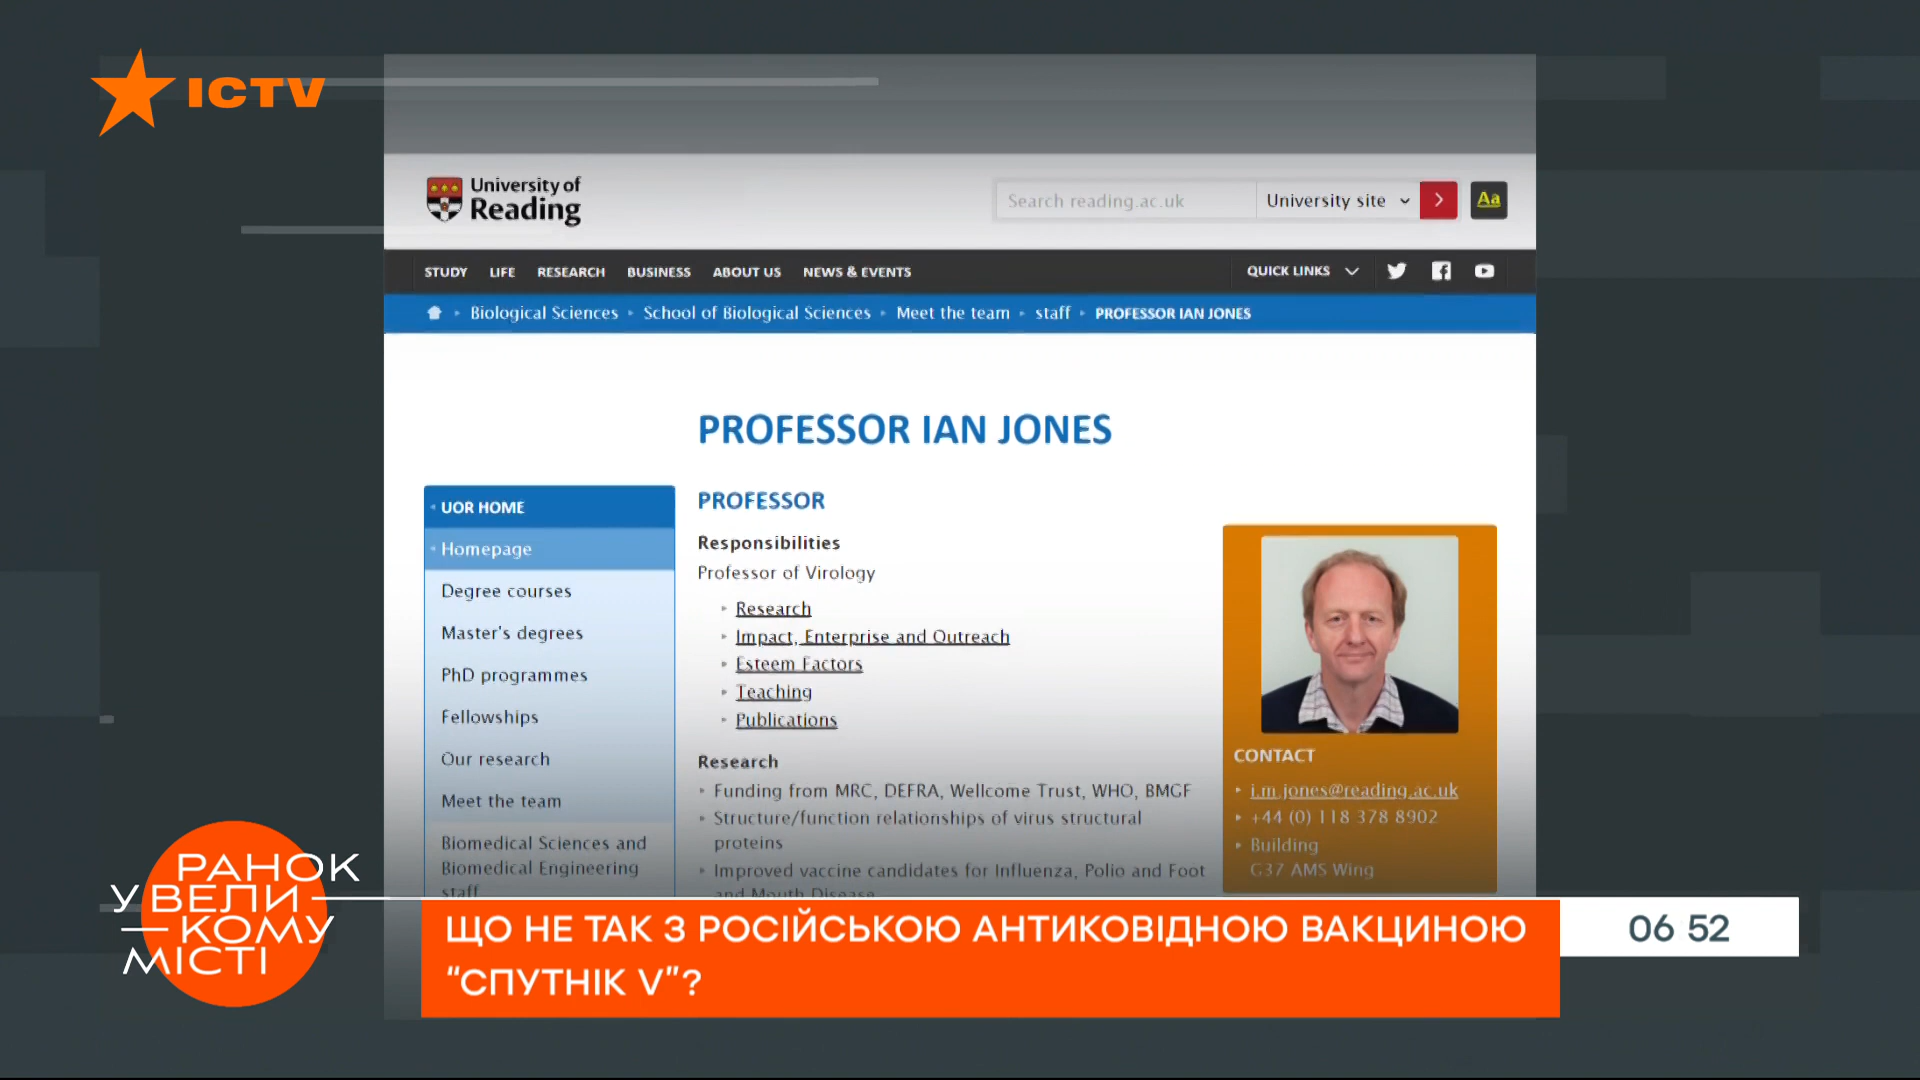 ICTV
University of
Reading
Search reading.ac.uk
University site
Aa
STUDY LIFE RESEARCH BUSINESS ABOUT US NEWS & EVENTS
QUICK LINKS
Biological Sciences School of Biological Sciences Meet the team staff PROFESSOR IAN JONES
PROFESSOR IAN JONES
UOR HOME
Homepage
Degree courses
Master's degrees
PhD programmes
Fellowships
Our research
Meet the team
Biomedical Sciences and
Biomedical Engineering
staff
PROFESSOR
Responsibilities
Professor of Virology
Research
Impact, Enterprise and Outreach
Esteem Factors
Teaching
Publications
Research
Funding from MRC, DEFRA, Wellcome Trust, WHO, BMGF
Structure/function relationships of virus structural
proteins
Improved vaccine candidates for Influenza, Polio and Foot
and Mouth Disease
CONTACT
i.m.jones@reading.ac.uk
+44 (0) 118 378 8902
Building
G37 AMS Wing
РАНОК
У ВЕЛИ
КОМУ
МІСТІ
ЩО НЕ ТАК З РОСІЙСЬКОЮ АНТИКОВІДНОЮ ВАКЦИНОЮ
“СПУТНІК V”?
06 52